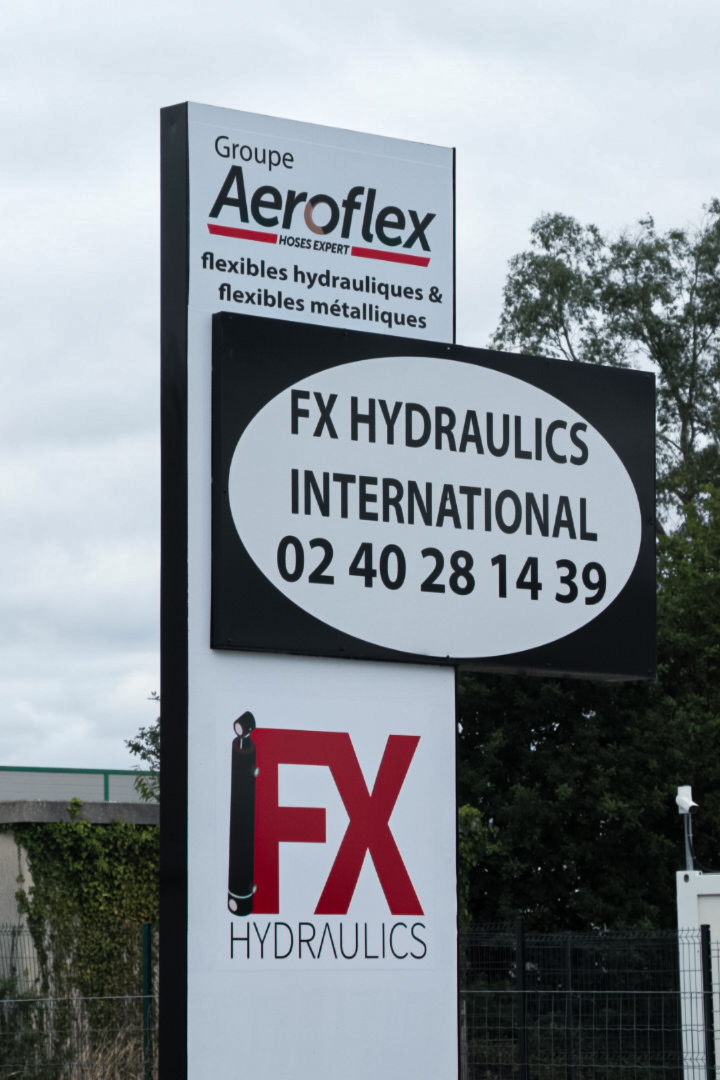 Groupe
Aeroflex
HOSES EXPERT
flexibles hydrauliques &
flexibles métalliques
FX HYDRAULICS
INTERNATIONAL
02 40 28 14 39
FX
HYDRAULICS